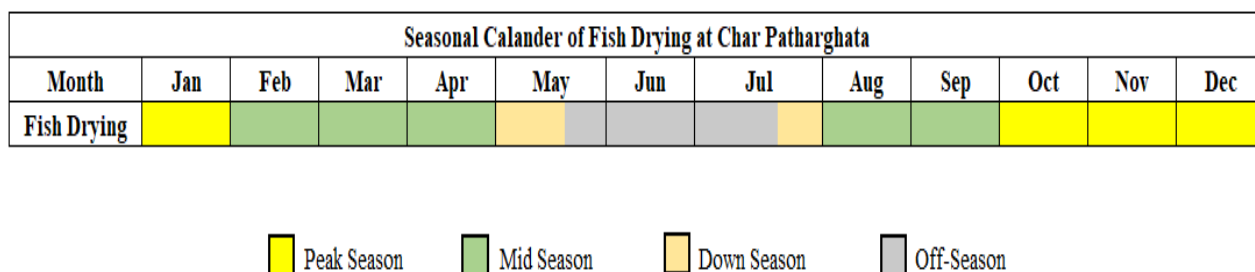 Seasonal Calander of Fish Drying at Char Patharghata
Month Jan Feb Mar Apr May Jun Jul Aug Sep Oct Nov Dec
Fish Drying
Peak Season Mid Season Down Season Off-Season